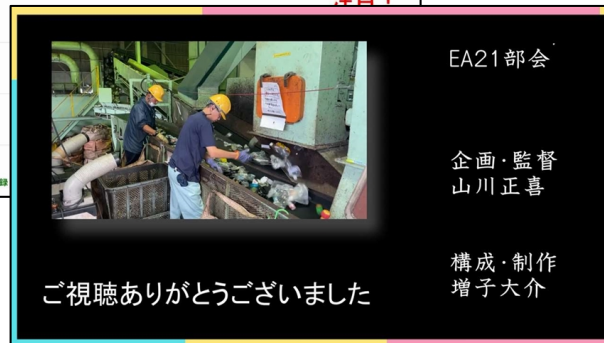 EA21部会
企画・監督
山川正喜
構成・制作
増子大介
ご視聴ありがとうございました
録